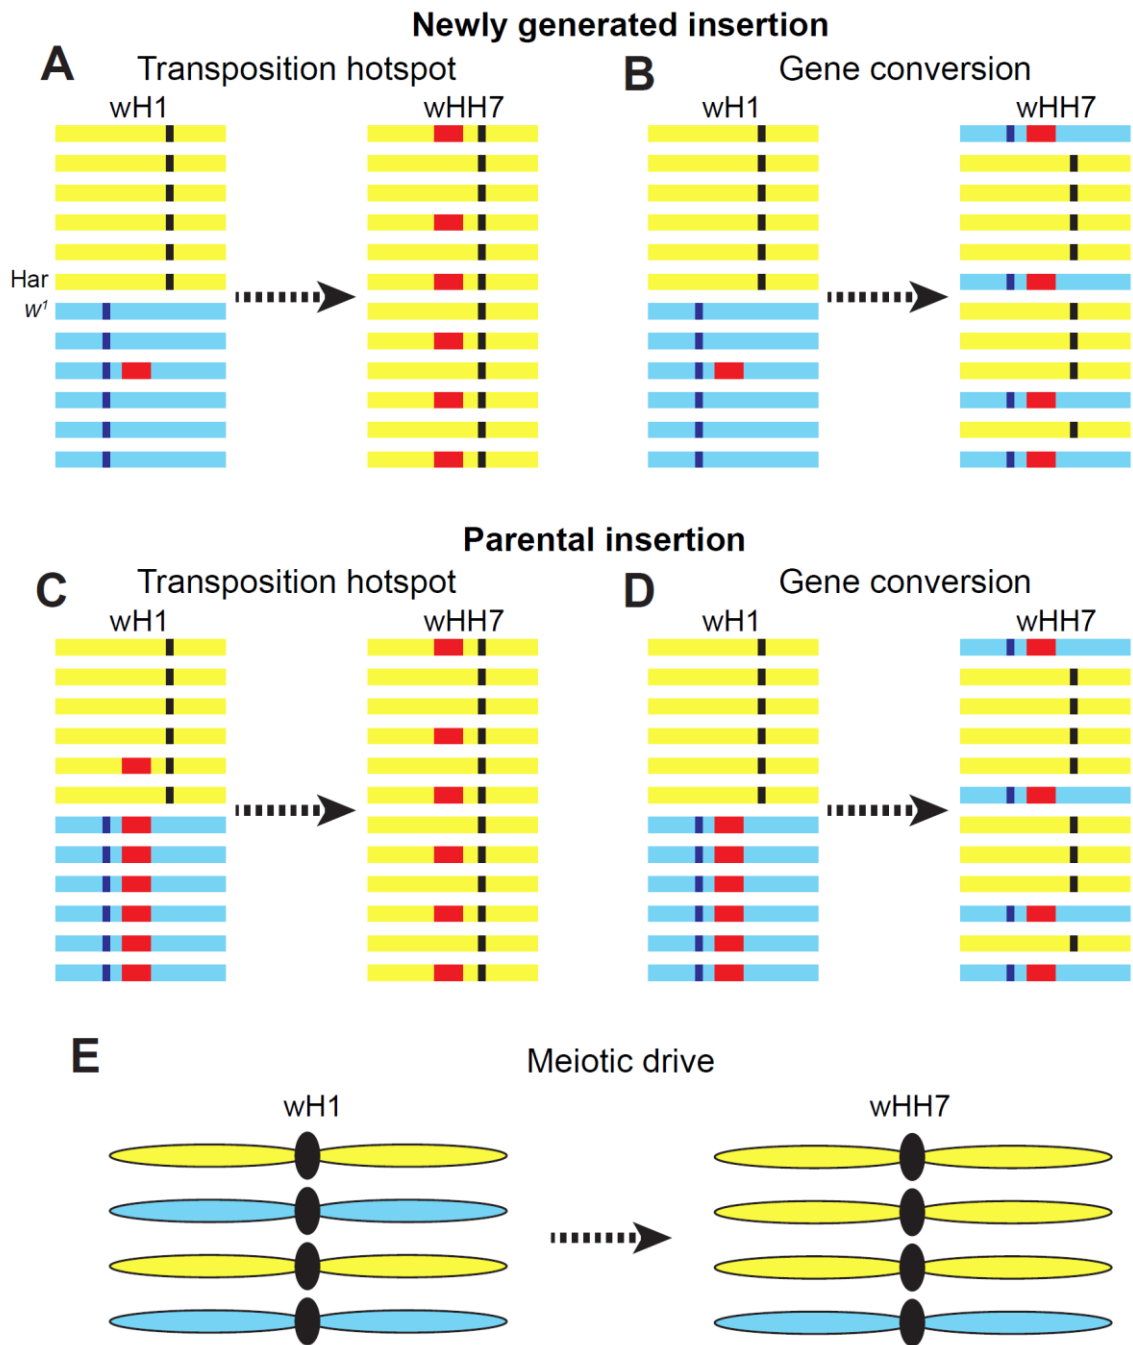 Newly generated insertion
A
Transposition hotspot
wH1
wHH7
Har
w¹
B
Gene conversion
wH1
wHH7
Parental insertion
C
Transposition hotspot
wH1
wHH7
D
Gene conversion
wH1
wHH7
E
Meiotic drive
wH1
wHH7